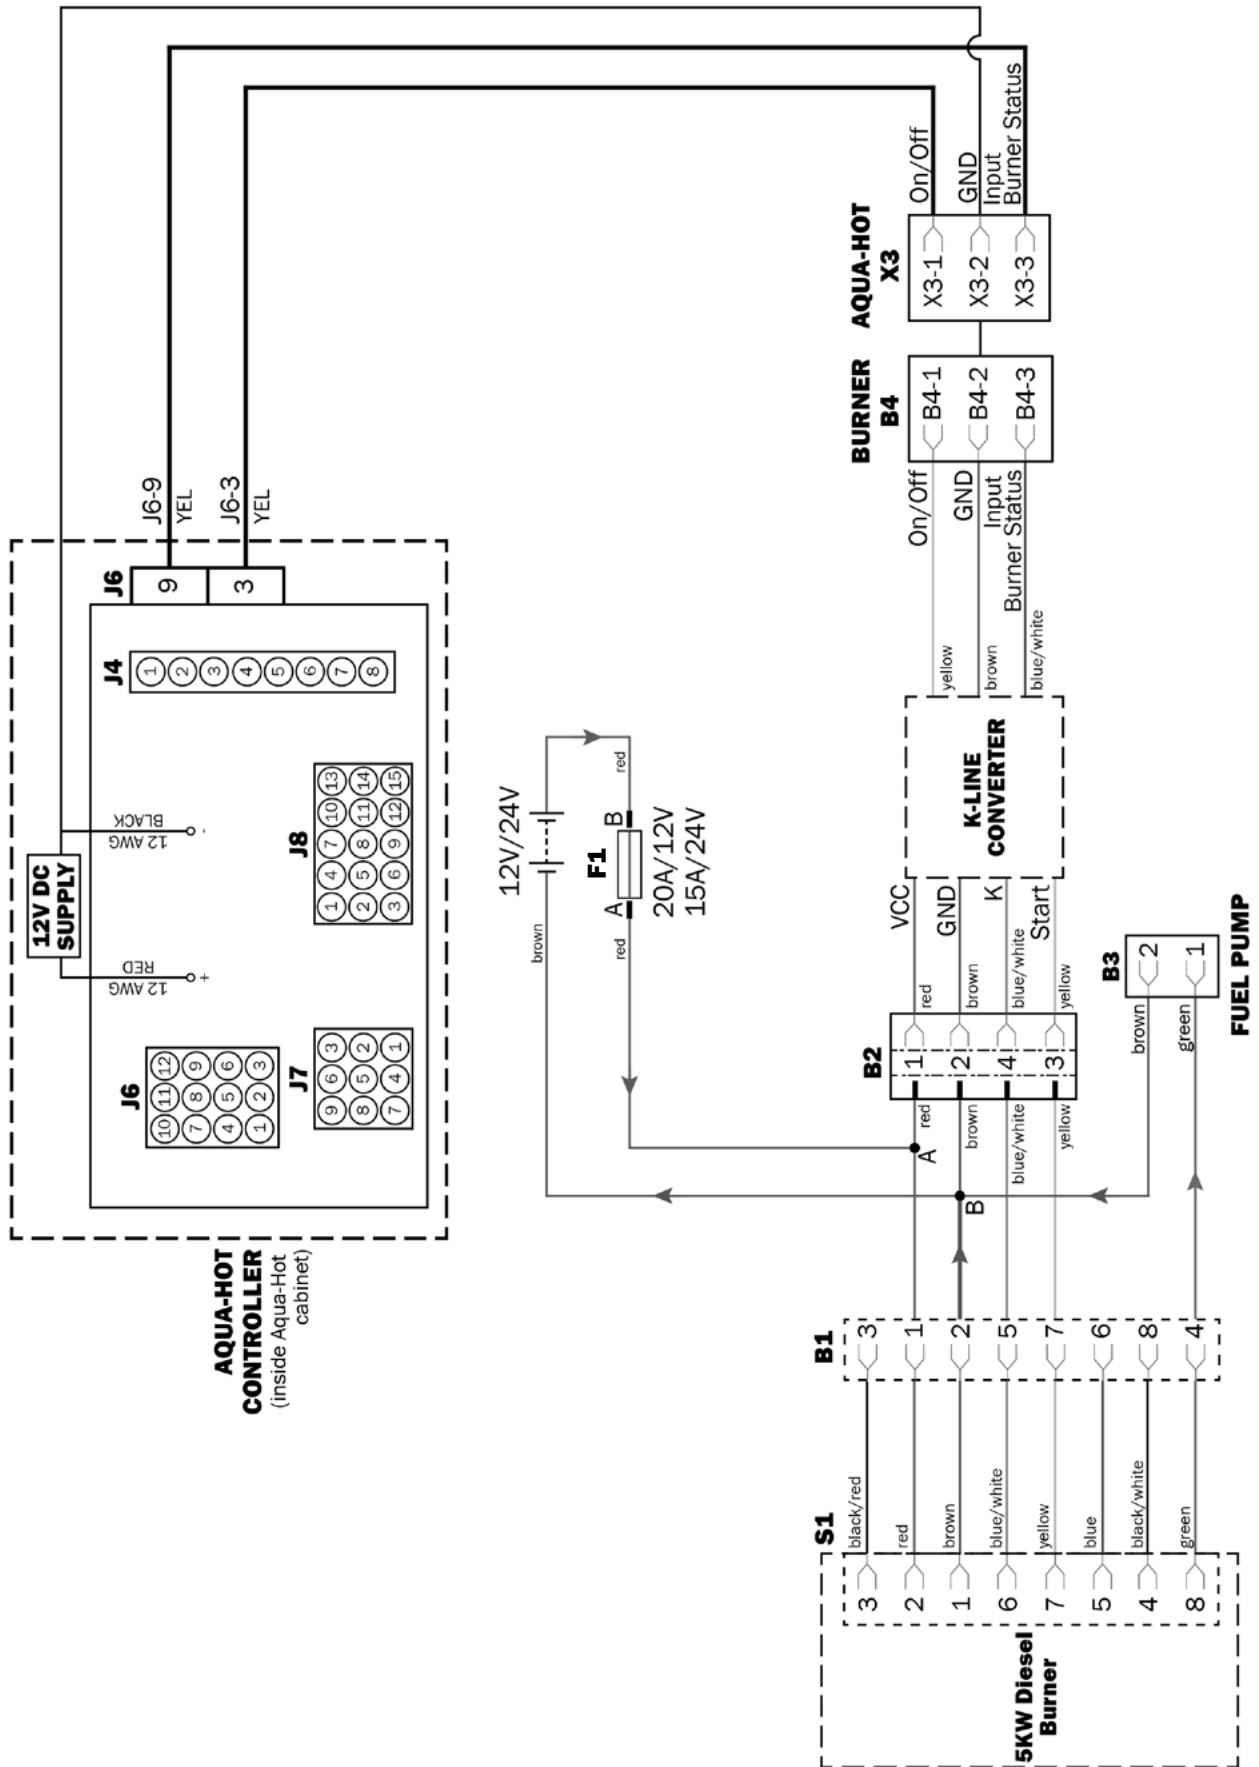 AQUA-HOT
CONTROLLER
(inside Aqua-Hot
cabinet)
12V DC
SUPPLY
12 AWG
RED
+
12 AWG
BLACK
-
J6
10 11 12
7 8 9
4 5 6
1 2 3
J7
9 6 3
8 5 2
7 4 1
J8
1 4 7 10 13
2 5 8 11 14
3 6 9 12 15
J4
1
2
3
4
5
6
7
8
J6
9
3
J6-9
YEL
J6-3
YEL
12V/24V
brown
red
F1
A
B
red
20A/12V
15A/24V
5KW Diesel
Burner
S1
3
2
1
6
7
5
4
8
black/red
red
brown
blue/white
yellow
blue
black/white
green
B1
3
1
2
5
7
6
8
4
A
B
red
brown
blue/white
yellow
B2
1
2
4
3
red
brown
blue/white
yellow
VCC
GND
K
Start
brown
green
B3
2
1
FUEL PUMP
K-LINE
CONVERTER
yellow
brown
blue/white
On/Off
GND
Input
Burner Status
BURNER
B4
B4-1
B4-2
B4-3
AQUA-HOT
X3
X3-1
X3-2
X3-3
On/Off
GND
Input
Burner Status